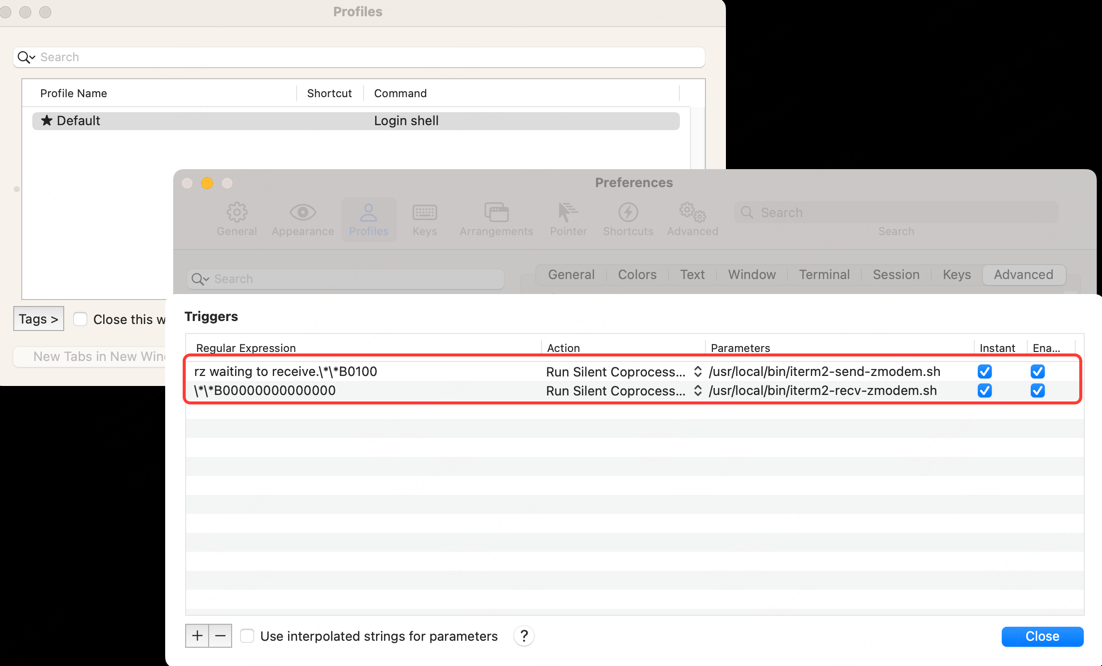 Profiles
Search
Profile Name Shortcut Command
★ Default Login shell
Tags > Close this w
New Tabs in New Wind
Preferences
General Appearance Profiles Keys Arrangements Pointer Shortcuts Advanced Search
Search
Search
General Colors Text Window Terminal Session Keys Advanced
Triggers
Regular Expression Action Parameters Instant Ena...
rz waiting to receive.\*\*B0100 Run Silent Coprocess... /usr/local/bin/iterm2-send-zmodem.sh
\*\*B00000000000000 Run Silent Coprocess... /usr/local/bin/iterm2-recv-zmodem.sh
+ − Use interpolated strings for parameters ? Close